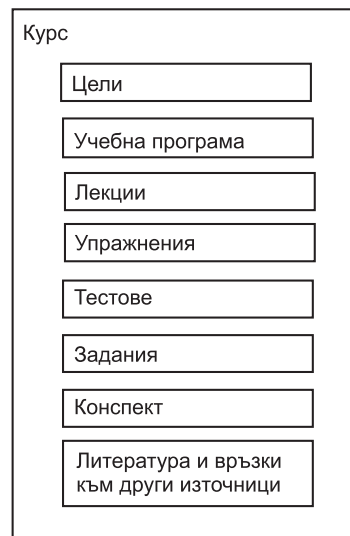 Курс
Цели
Учебна програма
Лекции
Упражнения
Тестове
Задания
Конспект
Литература и връзки
към други източници